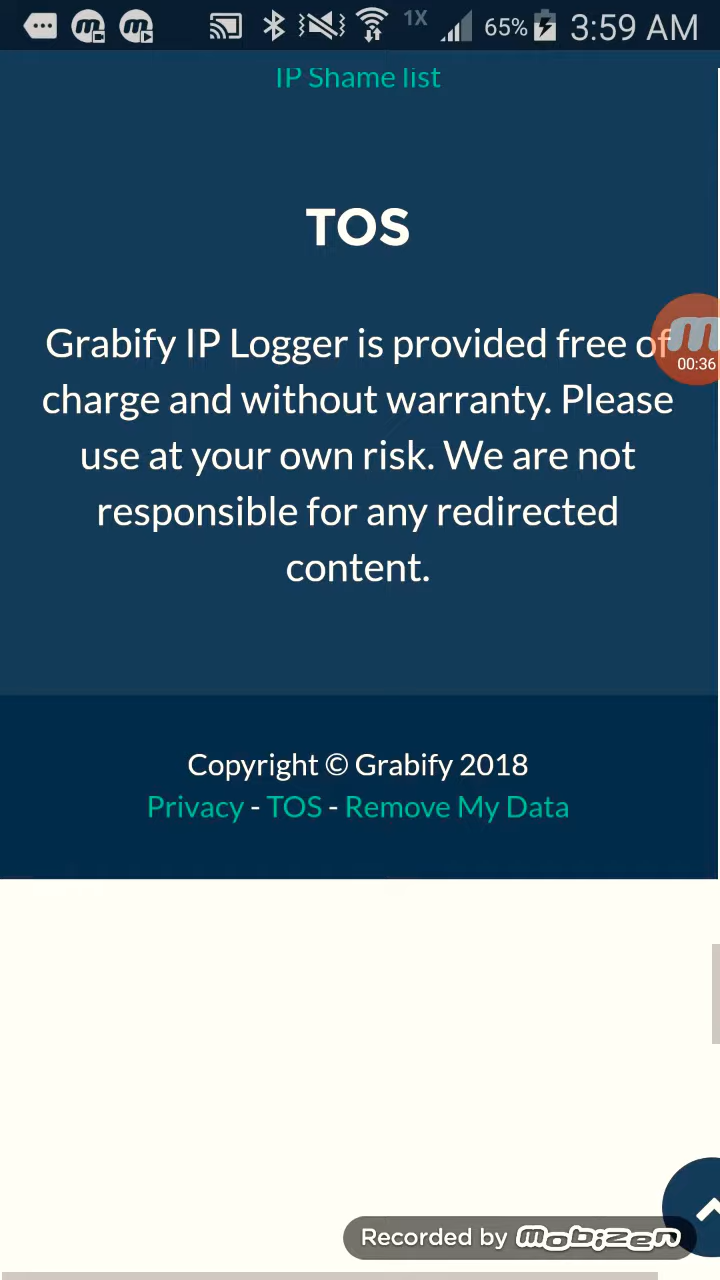 1X 65% 3:59 AM
IP Shame list
TOS
Grabify IP Logger is provided free of
charge and without warranty. Please
use at your own risk. We are not
responsible for any redirected
content.
m
00:36
Copyright © Grabify 2018
Privacy - TOS - Remove My Data
Recorded by mobizen